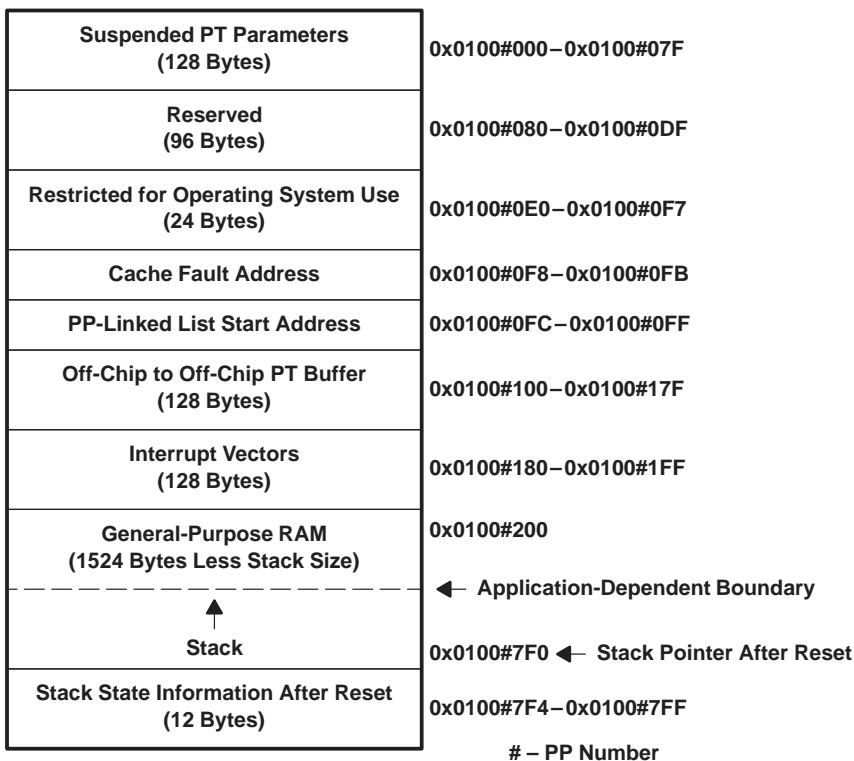 Suspended PT Parameters
(128 Bytes)
0x0100#000–0x0100#07F
Reserved
(96 Bytes)
0x0100#080–0x0100#0DF
Restricted for Operating System Use
(24 Bytes)
0x0100#0E0–0x0100#0F7
Cache Fault Address
0x0100#0F8–0x0100#0FB
PP-Linked List Start Address
0x0100#0FC–0x0100#0FF
Off-Chip to Off-Chip PT Buffer
(128 Bytes)
0x0100#100–0x0100#17F
Interrupt Vectors
(128 Bytes)
0x0100#180–0x0100#1FF
General-Purpose RAM
(1524 Bytes Less Stack Size)
0x0100#200
Application-Dependent Boundary
Stack
0x0100#7F0
Stack Pointer After Reset
Stack State Information After Reset
(12 Bytes)
0x0100#7F4–0x0100#7FF
# – PP Number